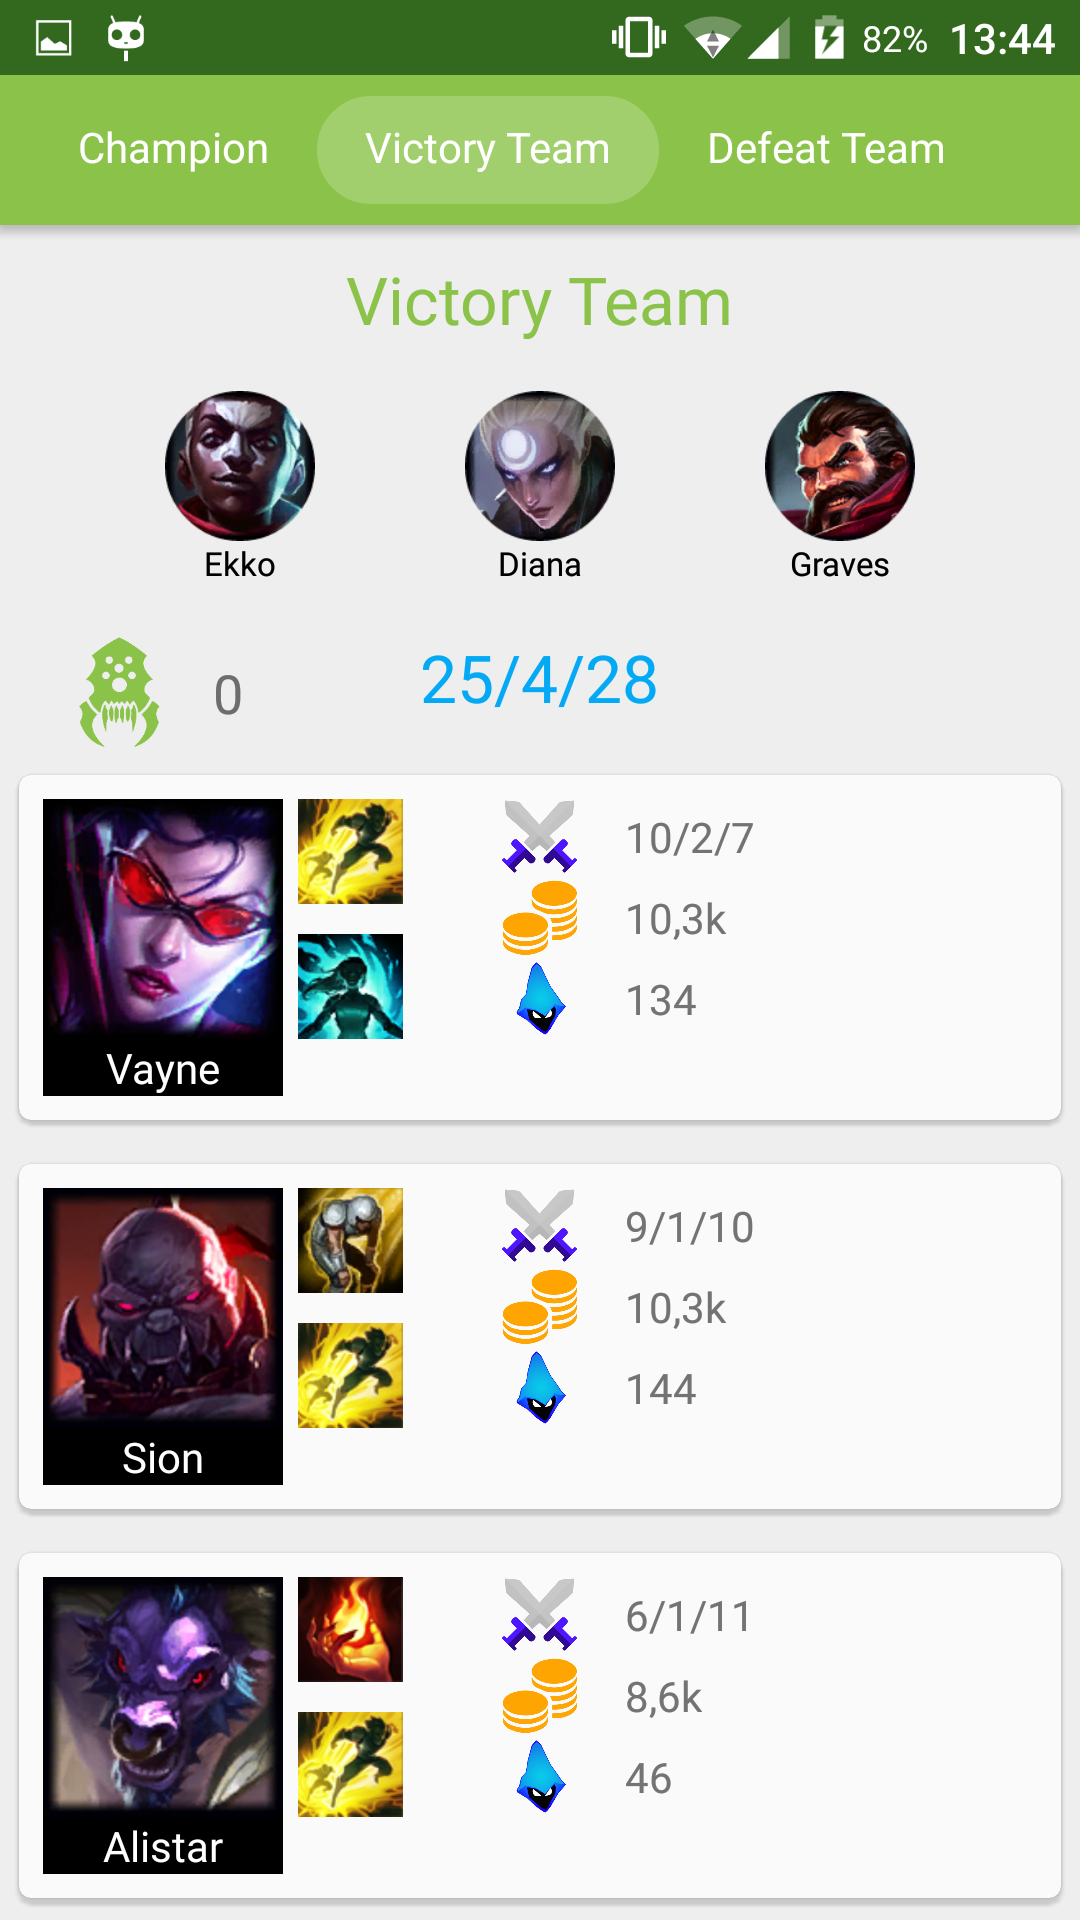 82% 13:44
Champion Victory Team Defeat Team
Victory Team
Ekko Diana Graves
0 25/4/28
10/2/7
10,3k
134
Vayne
9/1/10
10,3k
144
Sion
6/1/11
8,6k
46
Alistar